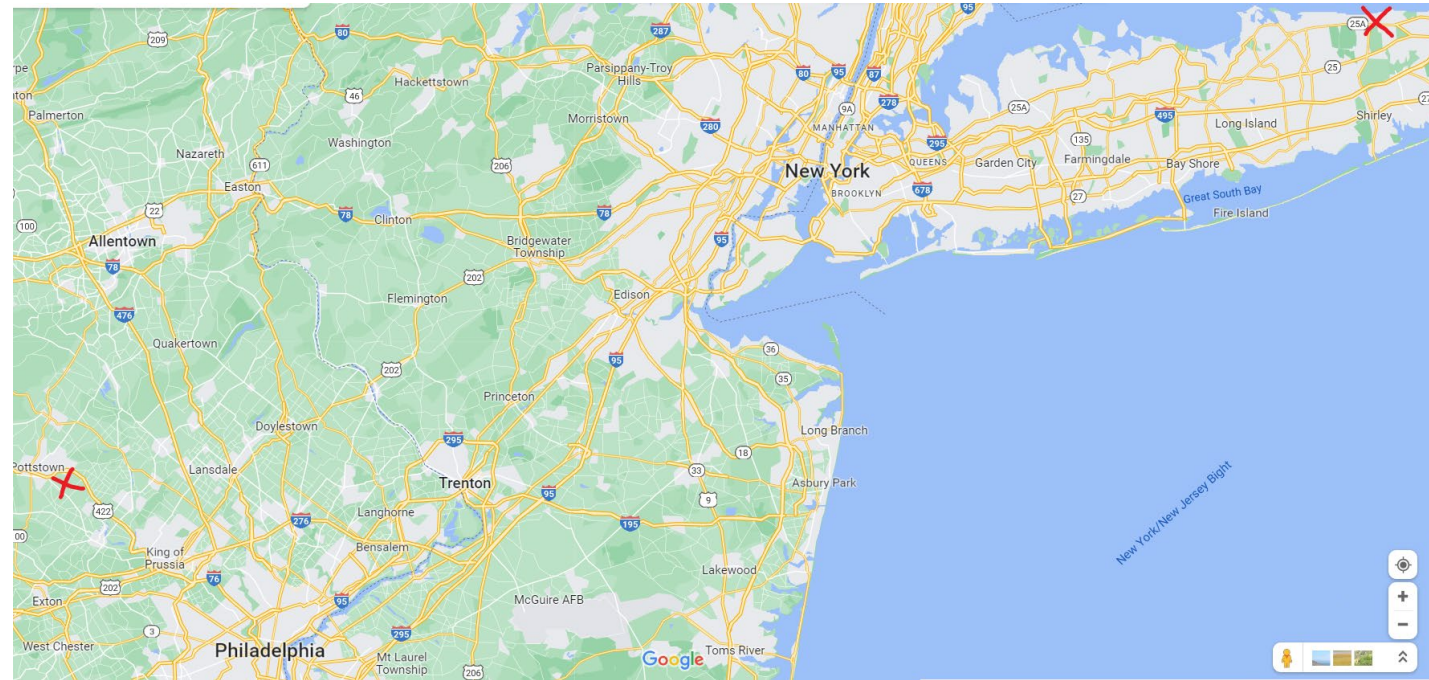 95
209
80
287
25A
25
Hackettstown
Parsippany-Troy
Hills
80
95
87
278
9A
25A
495
46
Palmerton
Morristown
280
MANHATTAN
Long Island
Shirley
Washington
295
135
Nazareth
611
206
QUEENS
Garden City
Farmingdale
Bay Shore
New York
Easton
BROOKLYN
678
27
Great South Bay
Fire Island
22
78
Clinton
78
100
Allentown
Bridgewater
Township
95
78
202
Flemington
Edison
476
Quakertown
202
95
36
35
Princeton
Doylestown
295
Long Branch
18
Pottstown
Lansdale
33
Trenton
95
Asbury Park
9
422
Langhorne
276
195
New York/New Jersey Bight
King of
Prussia
Bensalem
76
Lakewood
202
Exton
95
McGuire AFB
3
295
West Chester
Philadelphia
Mt Laurel
Township
206
Google
Toms River